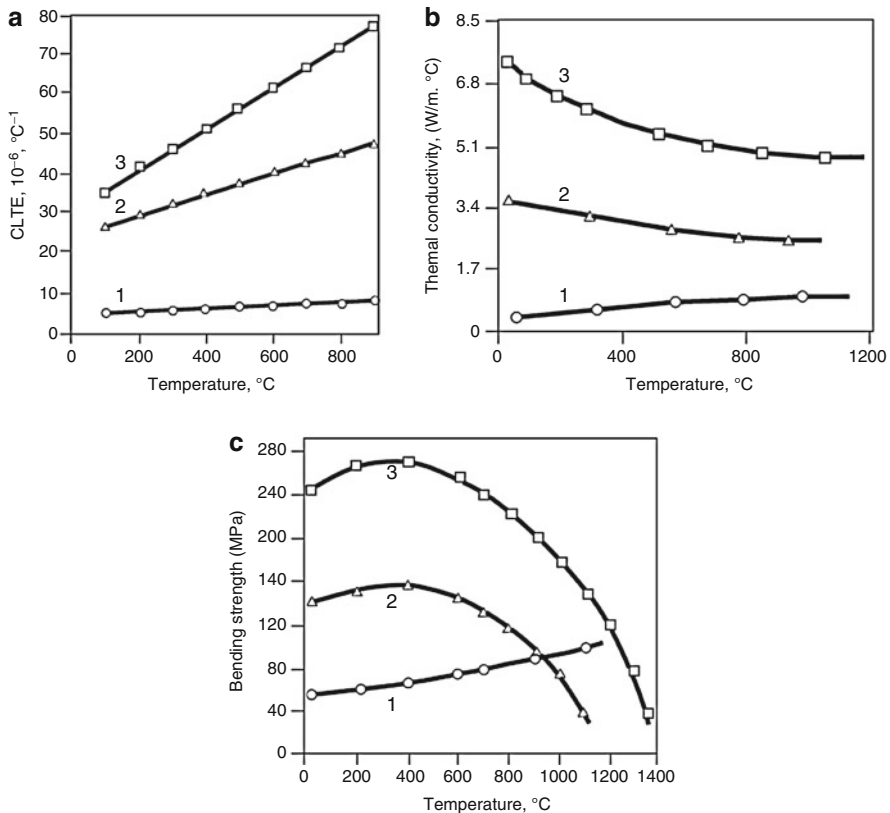 a
80
70
60
50
40
30
20
10
0
CLTE, 10⁻⁶, °C⁻¹
3
2
1
0 200 400 600 800
Temperature, °C
b
8.5
6.8
5.1
3.4
1.7
0
Themal conductivity, (W/m. °C)
3
2
1
0 400 800 1200
Temperature, °C
c
280
240
200
140
120
80
40
0
Bending strength (MPa)
3
2
1
0 200 400 600 800 1000 1200 1400
Temperature, °C